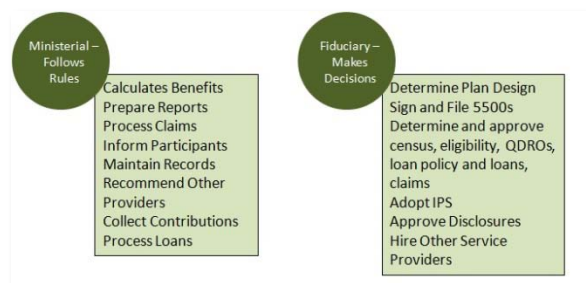 Ministerial –
Follows
Rules
Calculates Benefits
Prepare Reports
Process Claims
Inform Participants
Maintain Records
Recommend Other
Providers
Collect Contributions
Process Loans
Fiduciary –
Makes
Decisions
Determine Plan Design
Sign and File 5500s
Determine and approve
census, eligibility, QDROs,
loan policy and loans,
claims
Adopt IPS
Approve Disclosures
Hire Other Service
Providers